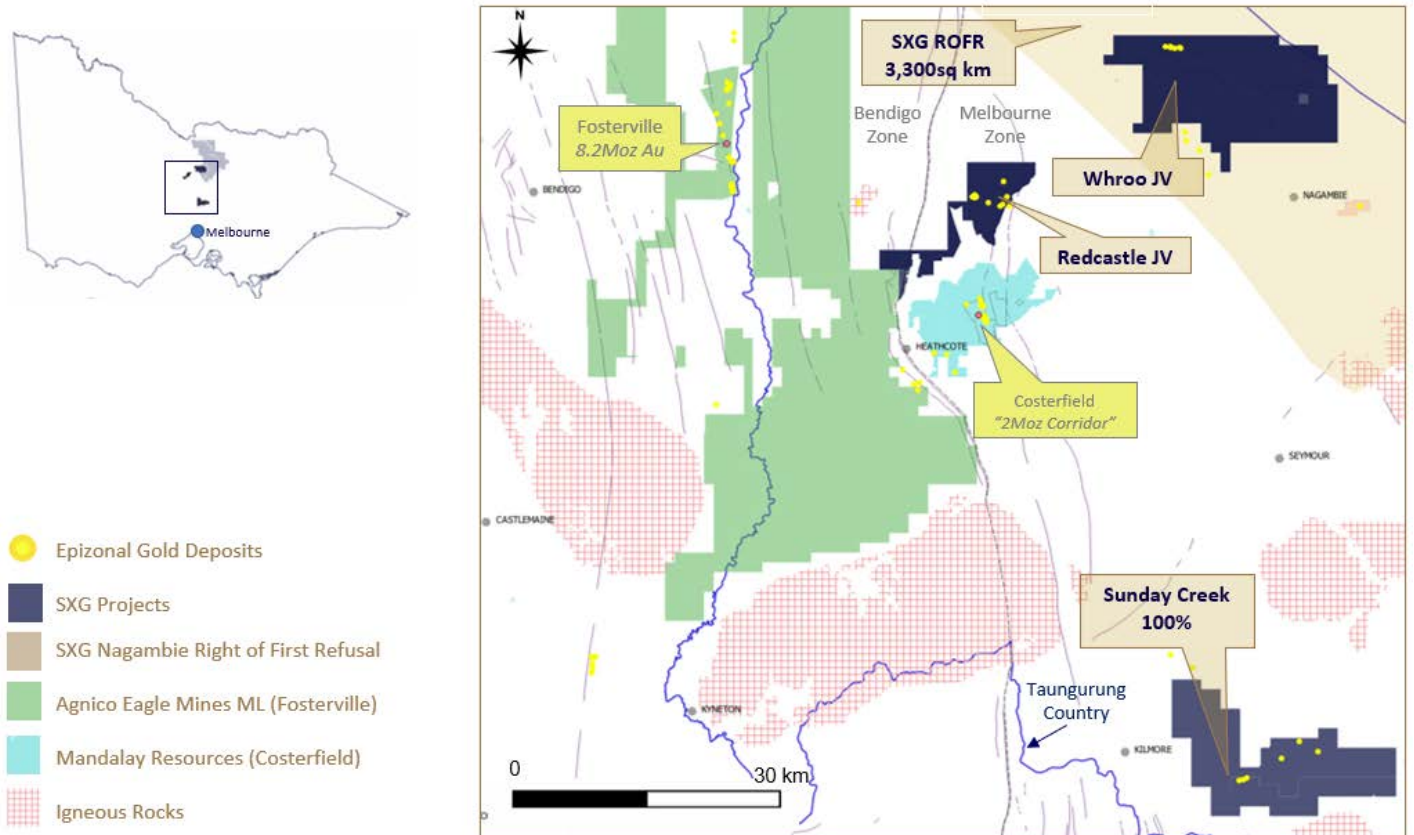 Melbourne
Epizonal Gold Deposits
SXG Projects
SXG Nagambie Right of First Refusal
Agnico Eagle Mines ML (Fosterville)
Mandalay Resources (Costerfield)
Igneous Rocks
N
SXG ROFR
3,300sq km
Fosterville
8.2Moz Au
Bendigo
Zone
Melbourne
Zone
BENDIGO
Whroo JV
NAGAMBIE
Redcastle JV
HEATHCOTE
Costerfield
"2Moz Corridor"
SEYMOUR
CASTLEMAINE
Sunday Creek
100%
Taungurung
Country
KYNETON
KILMORE
0
30 km